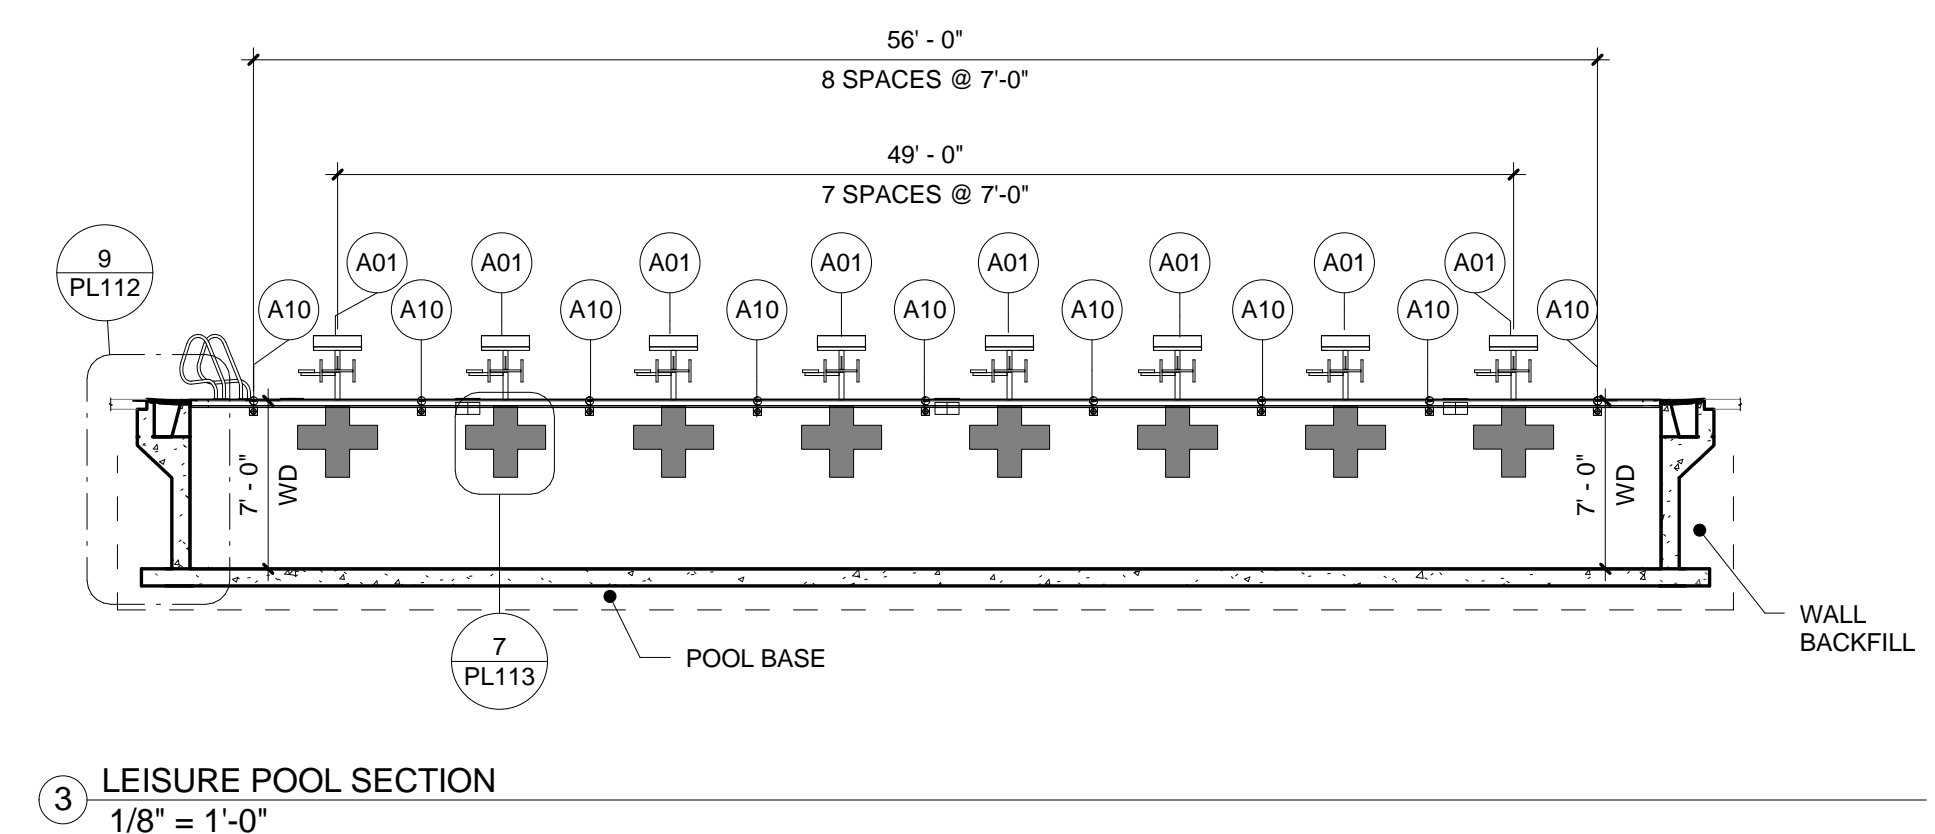 56' - 0"
8 SPACES @ 7'-0"
49' - 0"
7 SPACES @ 7'-0"
9
PL112
A01
A01
A01
A01
A01
A01
A01
A01
A10
A10
A10
A10
A10
A10
A10
A10
A10
7' - 0"
WD
7' - 0"
WD
7
PL113
POOL BASE
WALL
BACKFILL
3
LEISURE POOL SECTION
1/8" = 1'-0"